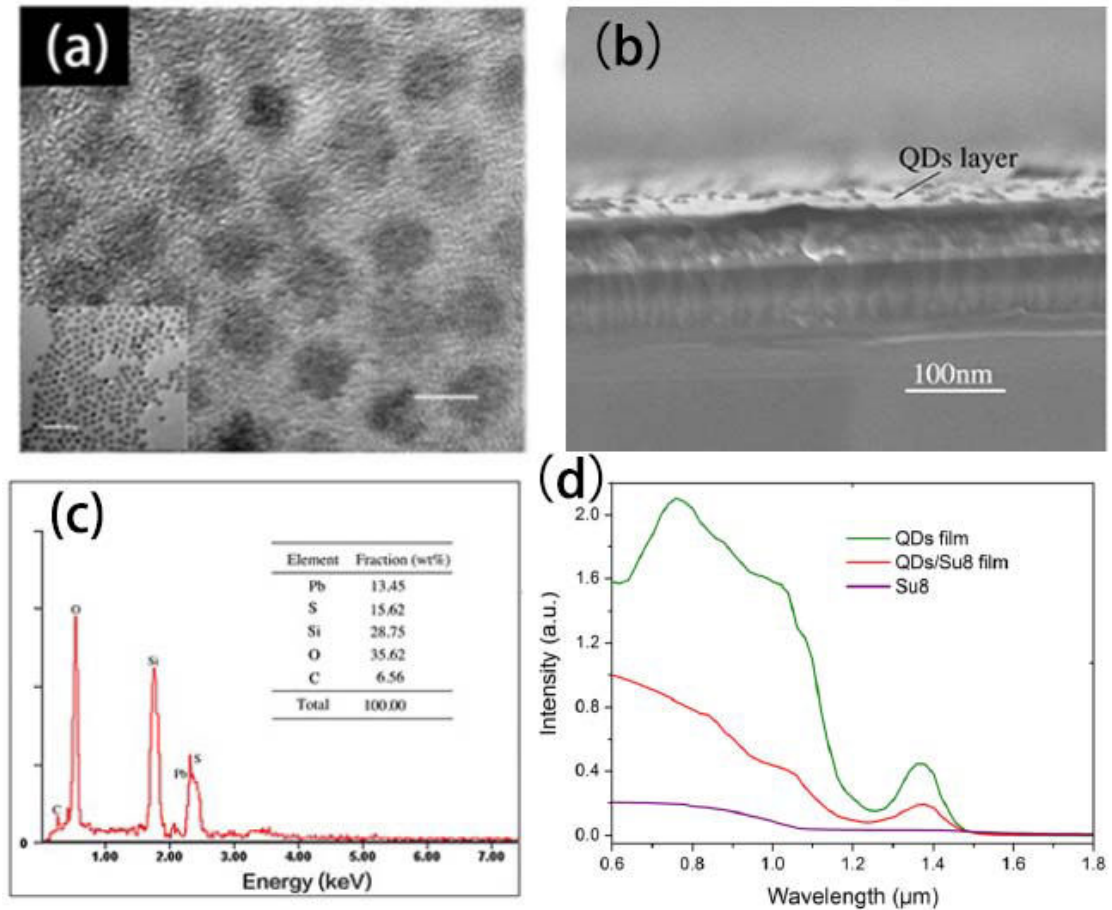 (a)
(b)
QDs layer
100nm
(c)
Element Fraction (wt%)
Pb 13.45
S 15.62
Si 28.75
O 35.62
C 6.56
Total 100.00
O
Si
Pb S
C
0 1.00 2.00 3.00 4.00 5.00 6.00 7.00
Energy (keV)
(d)
QDs film
QDs/Su8 film
Su8
2.0
1.6
1.2
0.8
0.4
0.0
Intensity (a.u.)
0.6 0.8 1.0 1.2 1.4 1.6 1.8
Wavelength (μm)